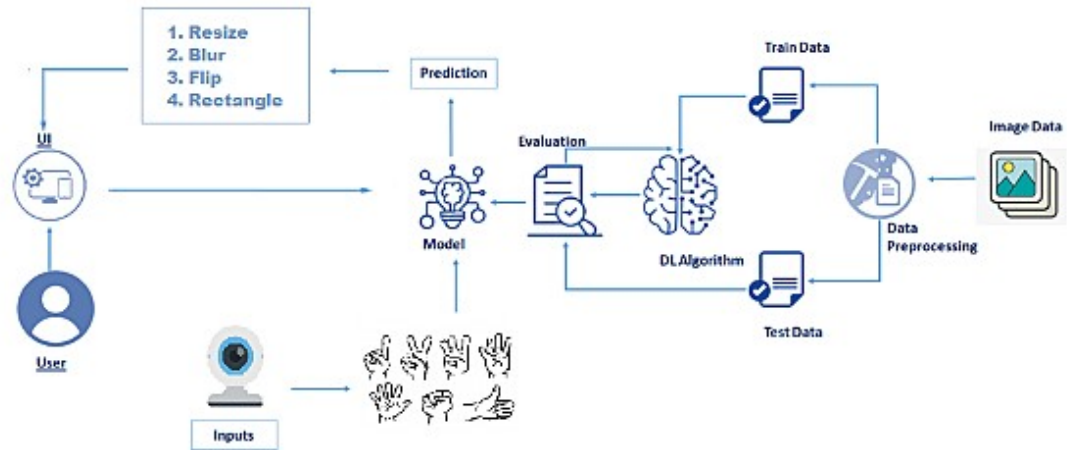 1. Resize
2. Blur
3. Flip
4. Rectangle
Prediction
Train Data
Image Data
UI
Evaluation
Model
DL Algorithm
Data
Preprocessing
Test Data
User
Inputs